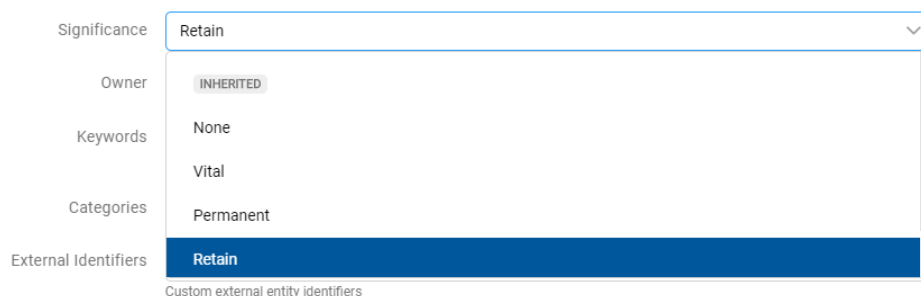 Significance Retain
Owner INHERITED
None
Keywords
Vital
Categories Permanent
External Identifiers Retain
Custom external entity identifiers